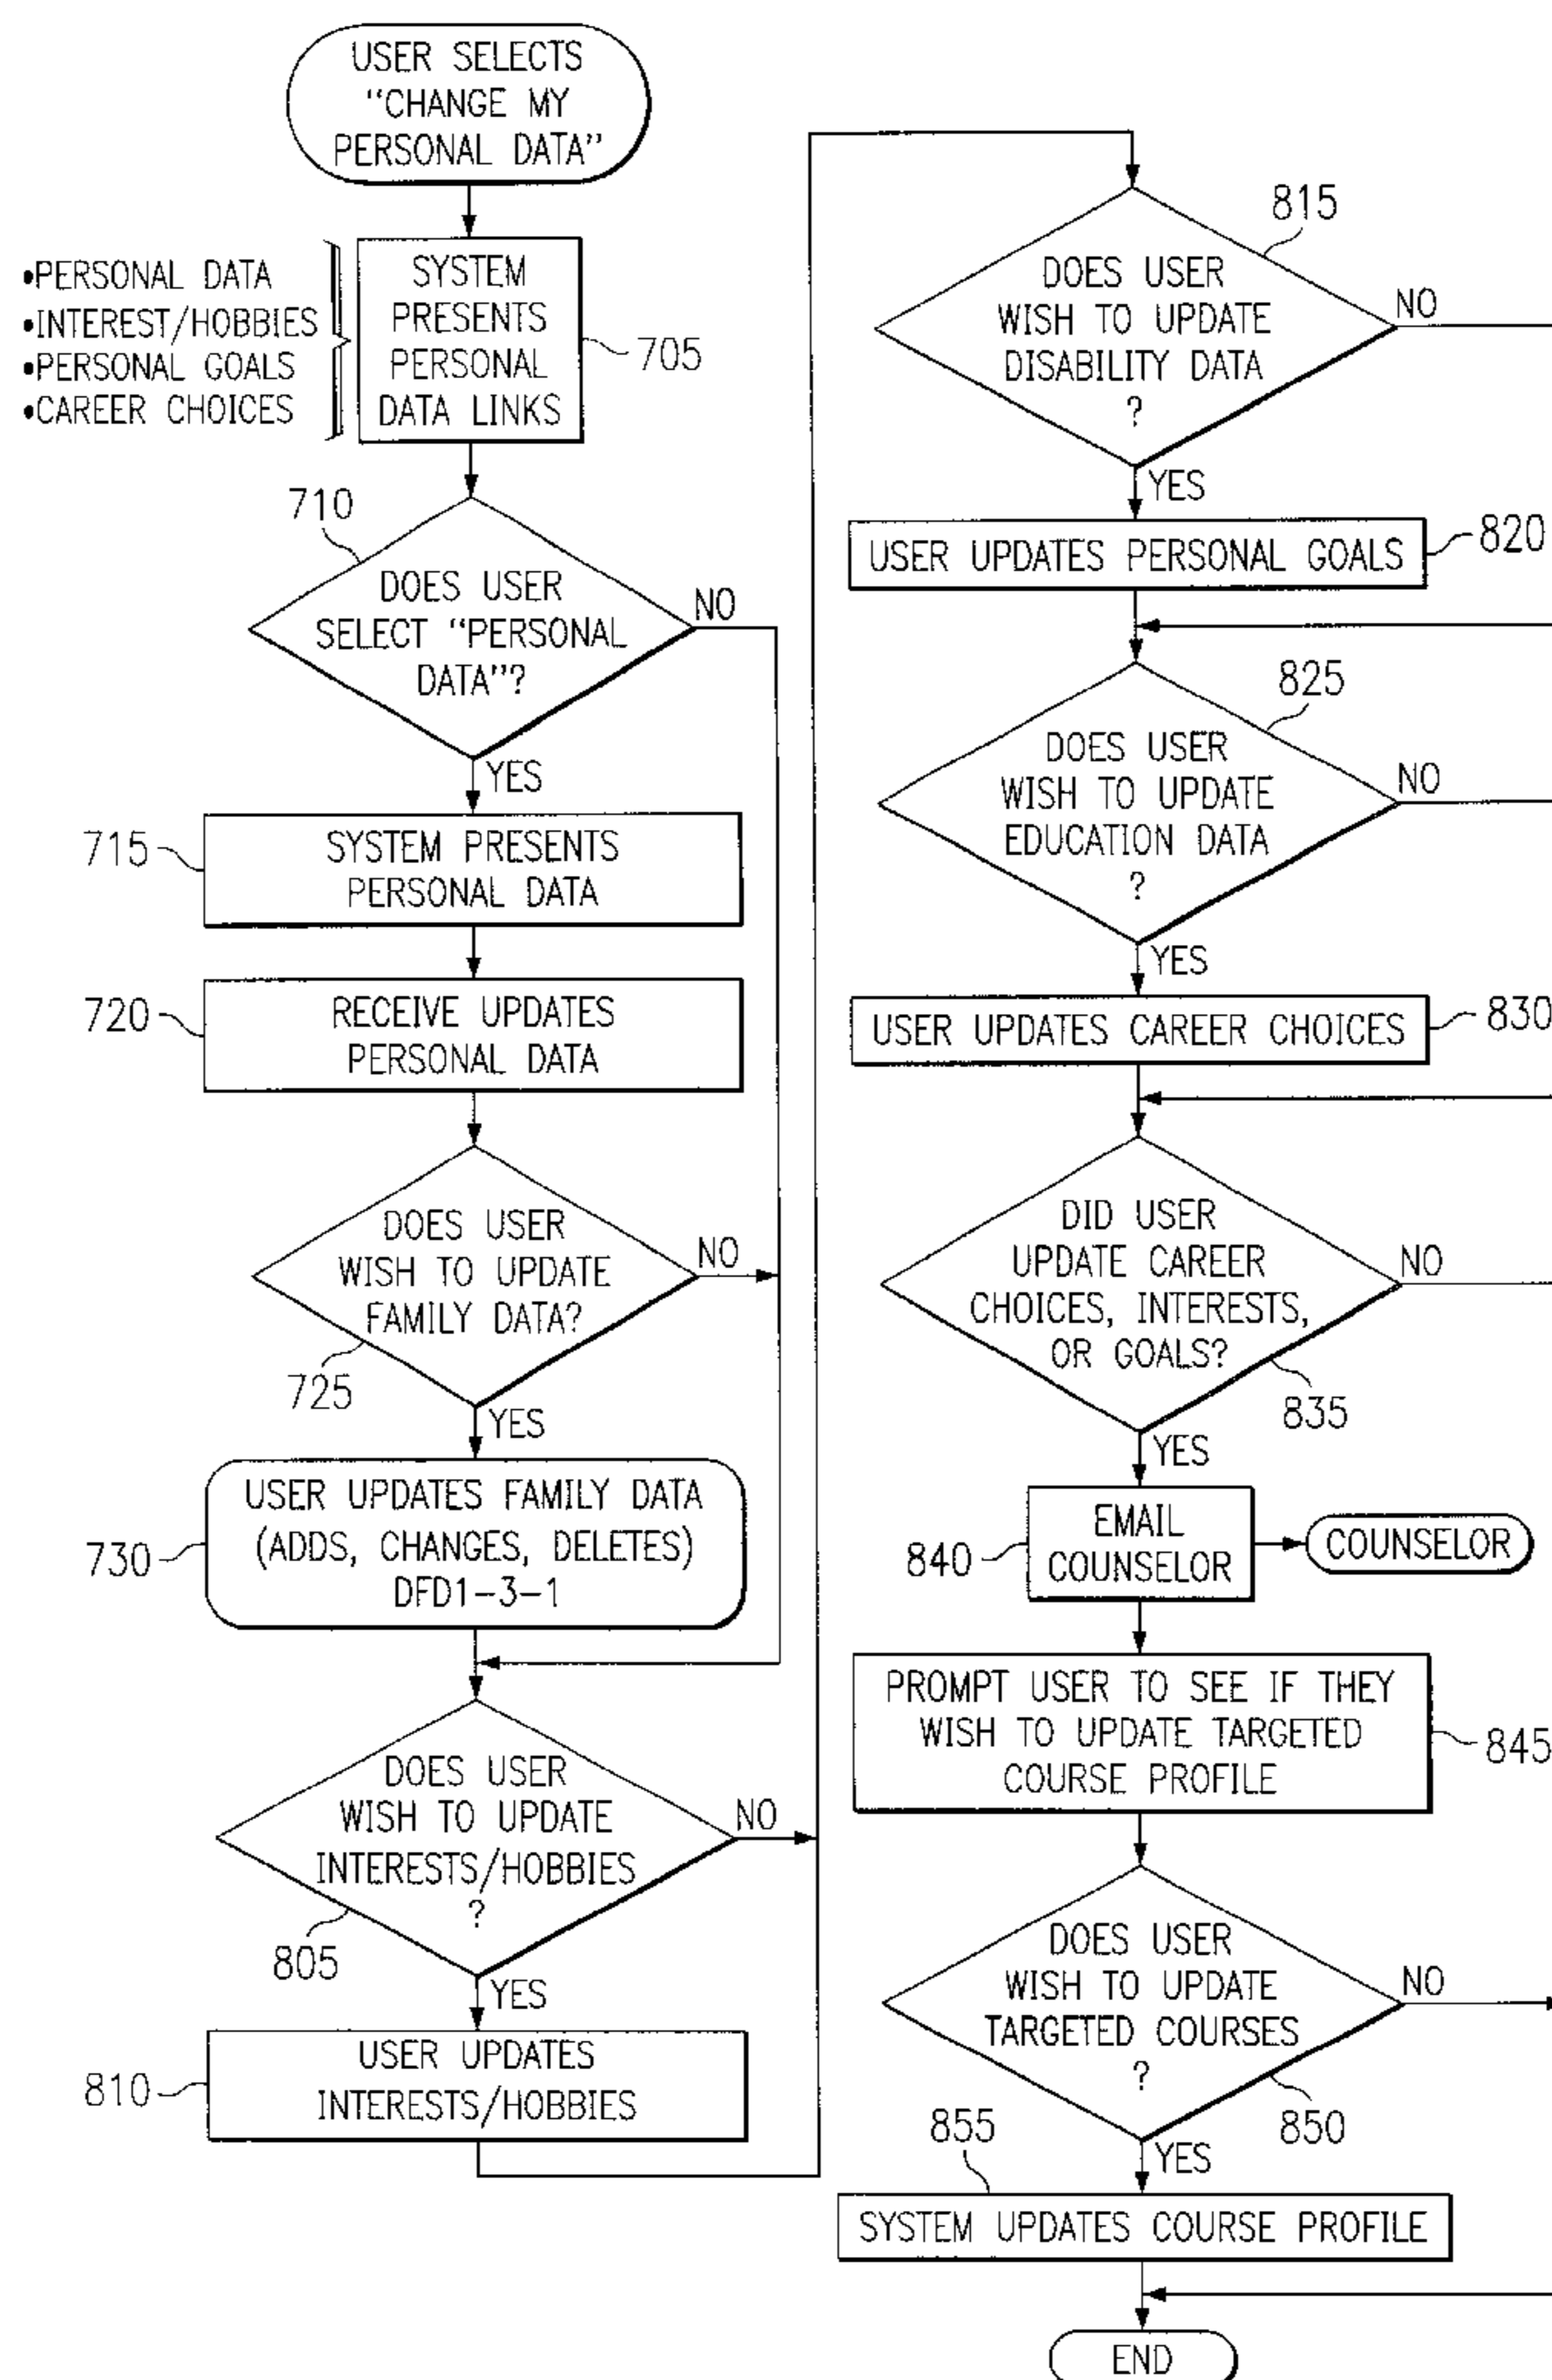 USER SELECTS
"CHANGE MY
PERSONAL DATA"
•PERSONAL DATA
•INTEREST/HOBBIES
•PERSONAL GOALS
•CAREER CHOICES
SYSTEM
PRESENTS
PERSONAL
DATA LINKS
705
710
DOES USER
SELECT "PERSONAL
DATA"?
NO
YES
715
SYSTEM PRESENTS
PERSONAL DATA
720
RECEIVE UPDATES
PERSONAL DATA
DOES USER
WISH TO UPDATE
FAMILY DATA?
NO
725
YES
730
USER UPDATES FAMILY DATA
(ADDS, CHANGES, DELETES)
DFD1-3-1
DOES USER
WISH TO UPDATE
INTERESTS/HOBBIES
?
NO
805
YES
810
USER UPDATES
INTERESTS/HOBBIES
815
DOES USER
WISH TO UPDATE
DISABILITY DATA
?
NO
YES
USER UPDATES PERSONAL GOALS
820
825
DOES USER
WISH TO UPDATE
EDUCATION DATA
?
NO
YES
USER UPDATES CAREER CHOICES
830
DID USER
UPDATE CAREER
CHOICES, INTERESTS,
OR GOALS?
NO
835
YES
840
EMAIL
COUNSELOR
COUNSELOR
PROMPT USER TO SEE IF THEY
WISH TO UPDATE TARGETED
COURSE PROFILE
845
DOES USER
WISH TO UPDATE
TARGETED COURSES
?
NO
850
YES
855
SYSTEM UPDATES COURSE PROFILE
END